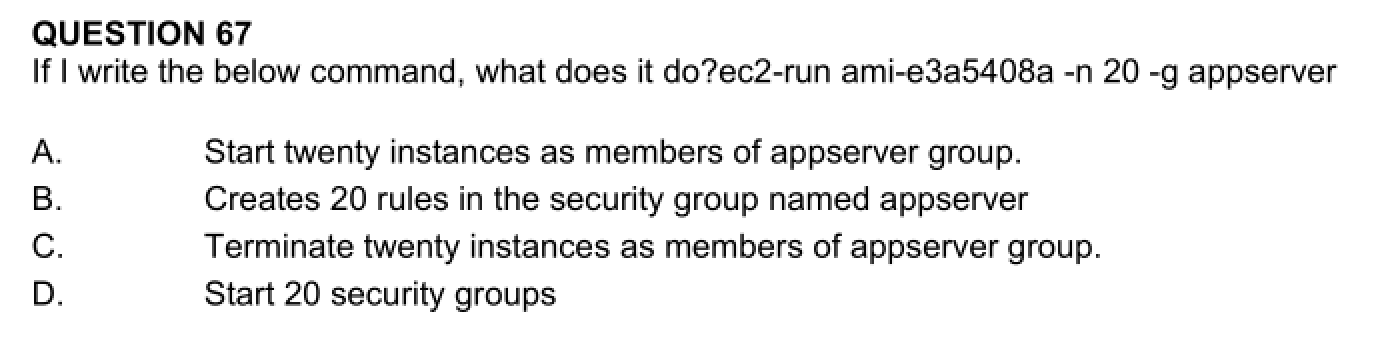 QUESTION 67
If I write the below command, what does it do?ec2-run ami-e3a5408a -n 20 -g appserver
A. Start twenty instances as members of appserver group.
B. Creates 20 rules in the security group named appserver
C. Terminate twenty instances as members of appserver group.
D. Start 20 security groups